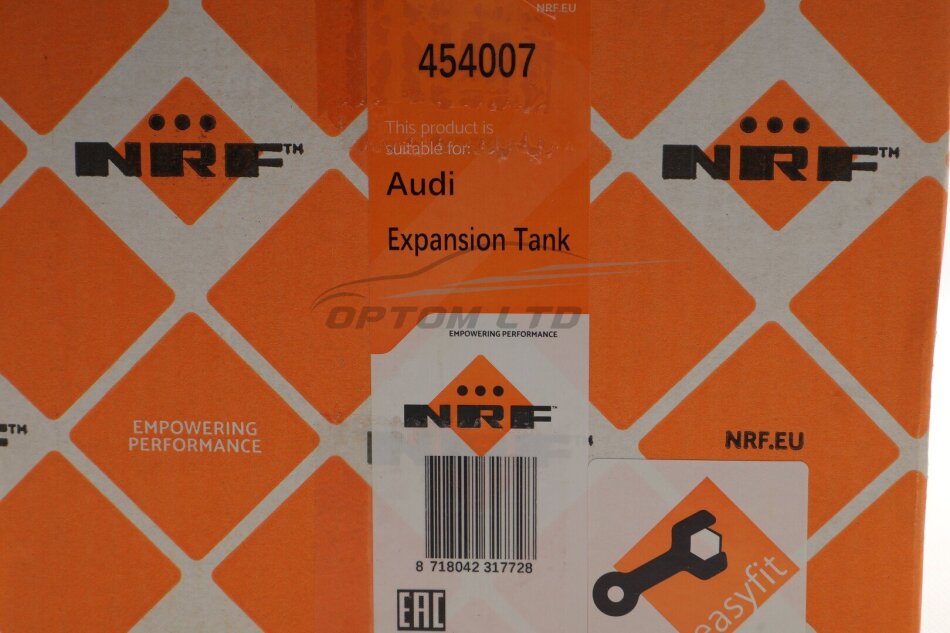 NRF.EU
454007
This product is
suitable for:
NRF™
NRF™
Audi
Expansion Tank
OPTOM LTD
EMPOWERING PERFORMANCE
NRF™
EMPOWERING
PERFORMANCE
NRF.EU
8 718042 317728
easyfit
EAC